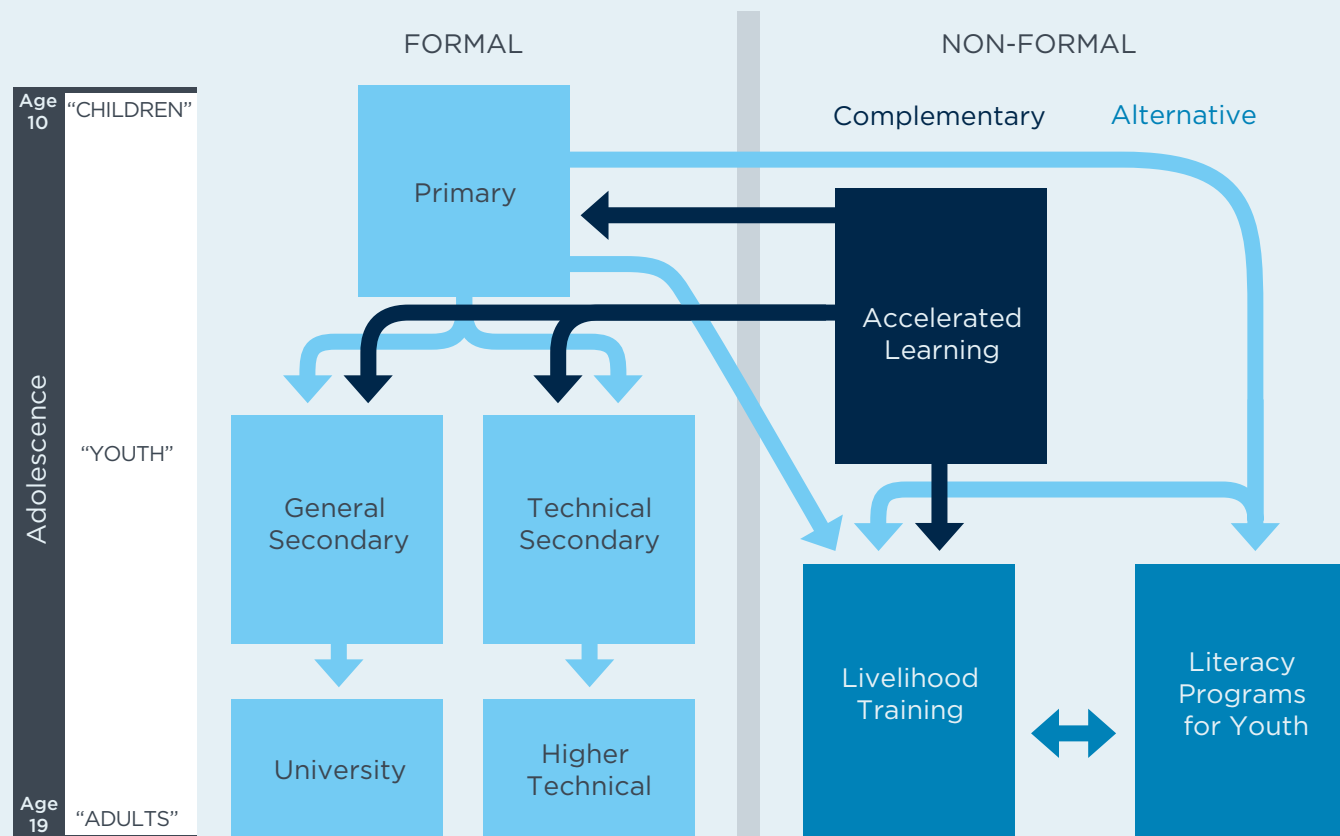 FORMAL
NON-FORMAL
Age
10
“CHILDREN”
Complementary
Alternative
Primary
Accelerated
Learning
Adolescence
“YOUTH”
General
Secondary
Technical
Secondary
Livelihood
Training
Literacy
Programs
for Youth
University
Higher
Technical
Age
19
“ADULTS”